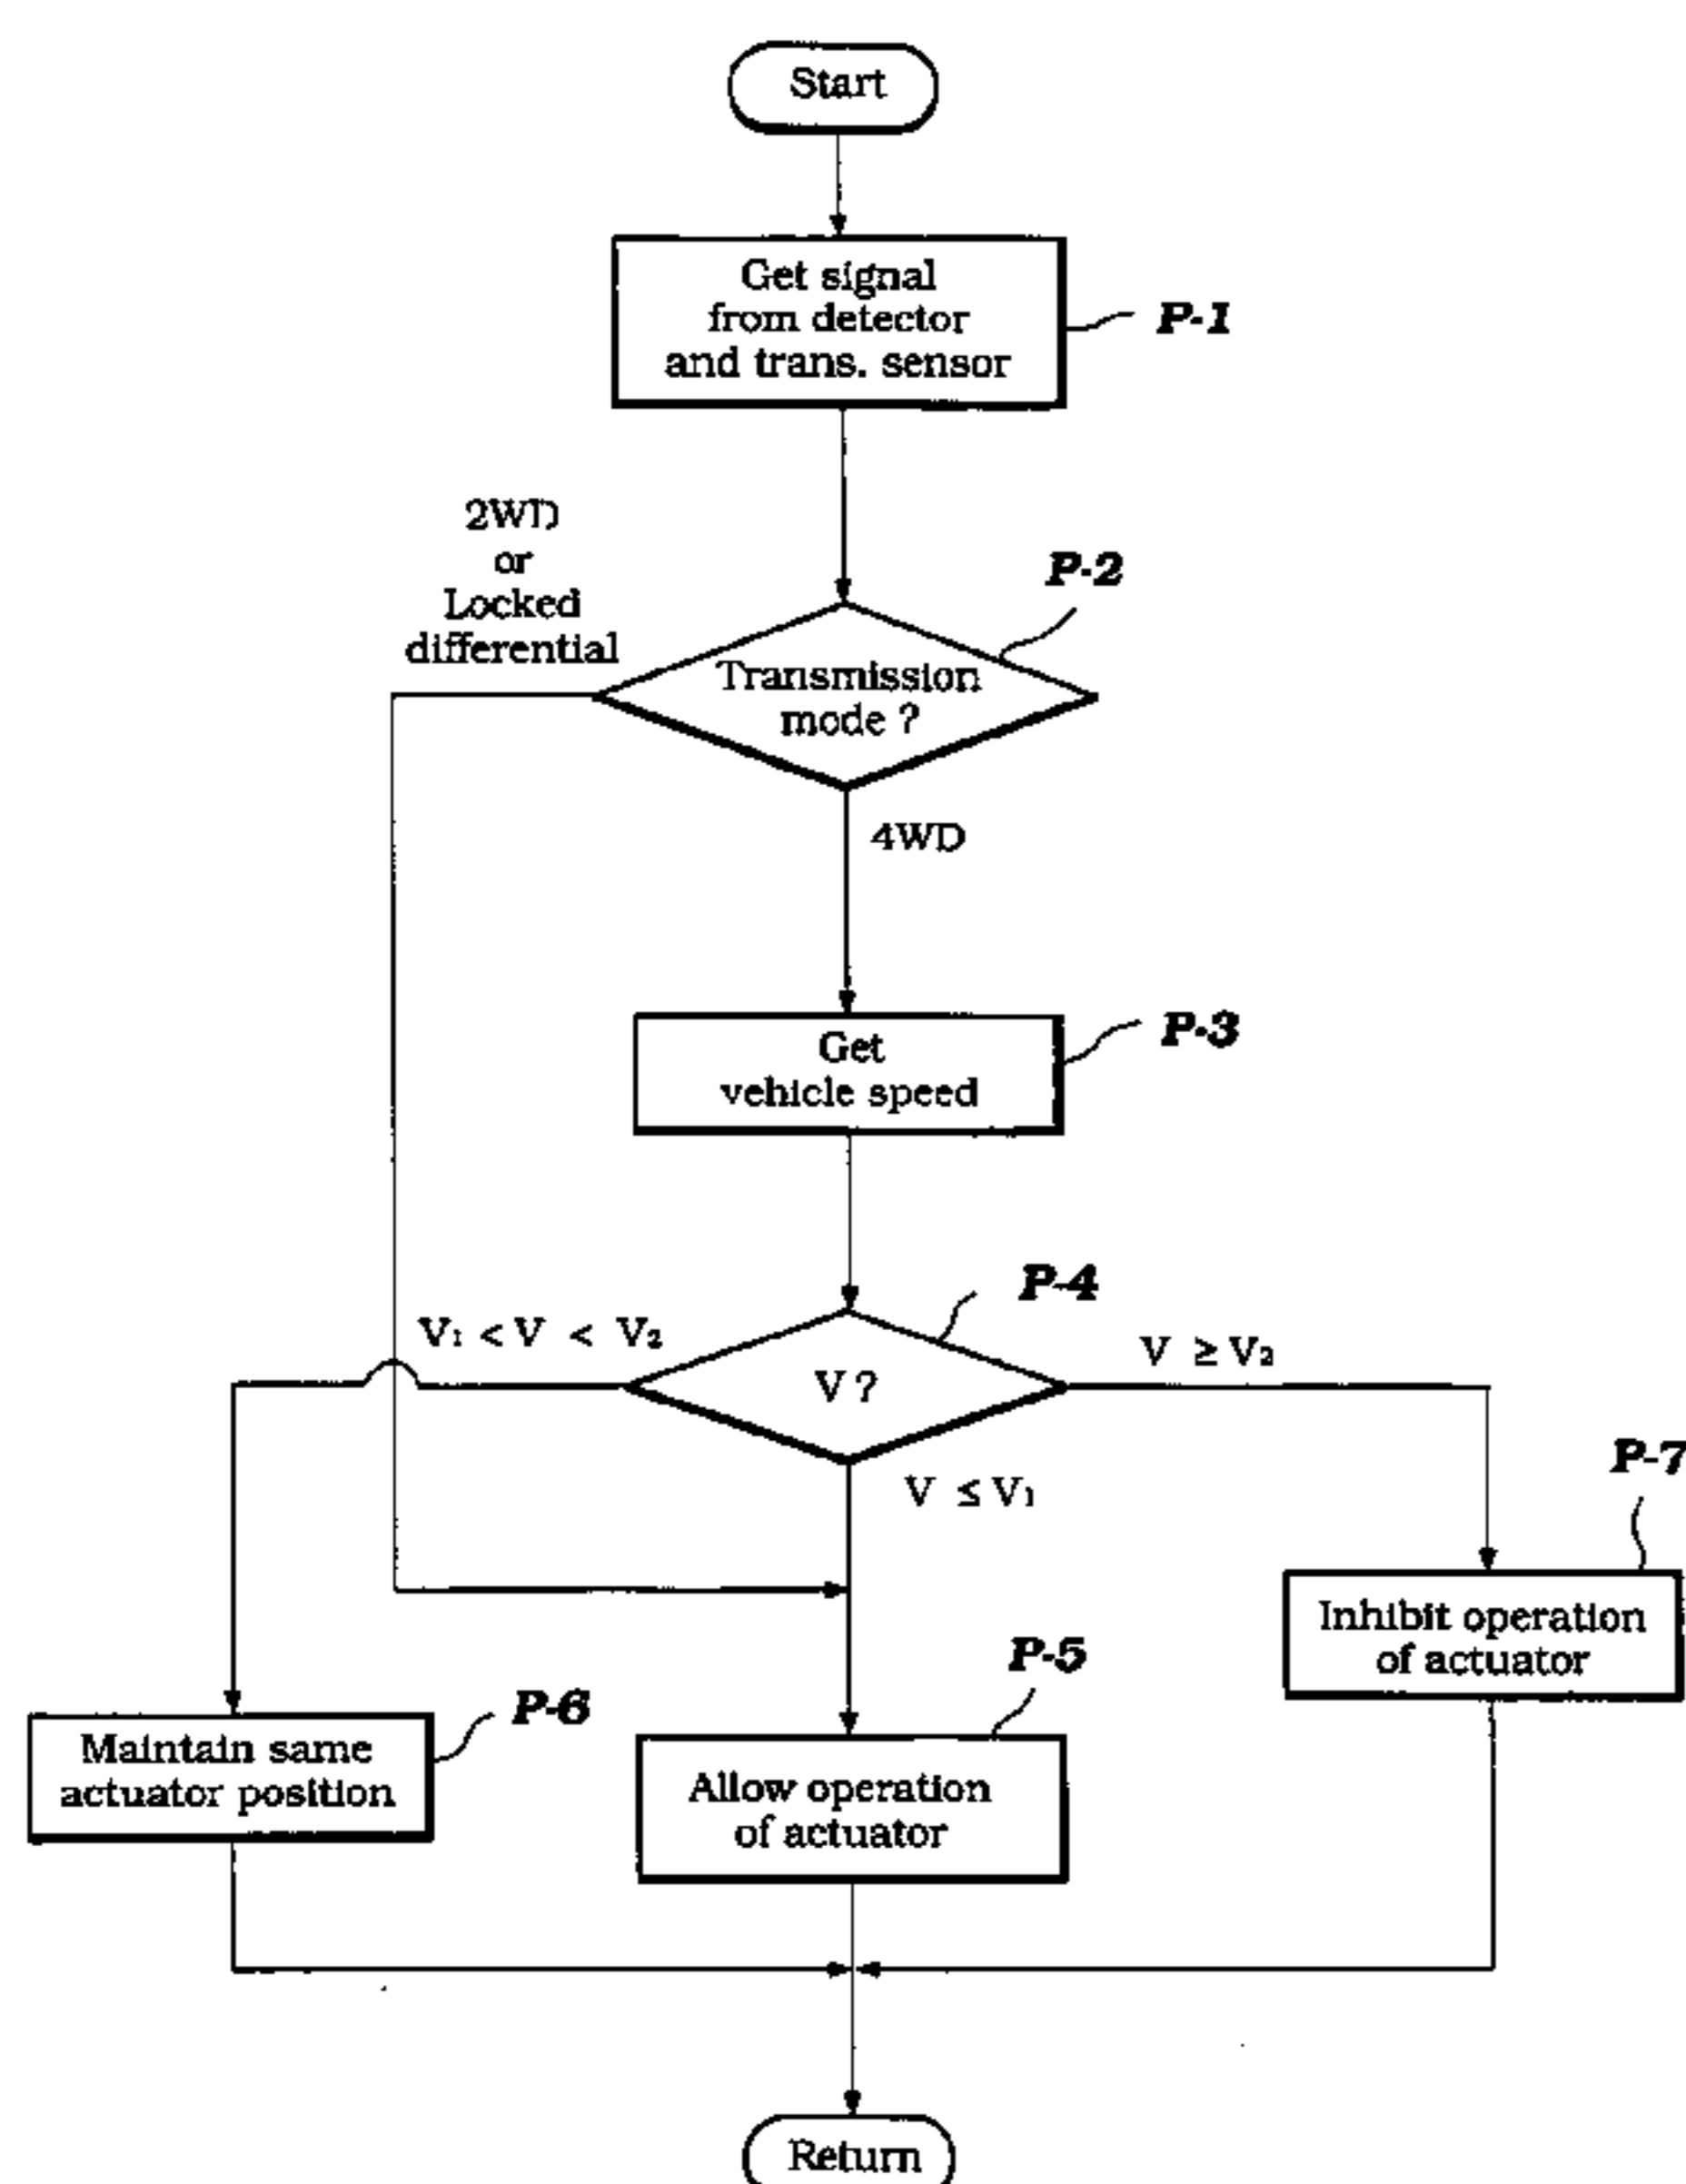 Start
Get signal
from detector
and trans. sensor
P-1
2WD
or
Locked
differential
P-2
Transmission
mode ?
4WD
Get
vehicle speed
P-3
P-4
V₁ < V < V₂
V ?
V ≥ V₂
V ≤ V₁
P-7
Inhibit operation
of actuator
P-5
P-6
Maintain same
actuator position
Allow operation
of actuator
Return